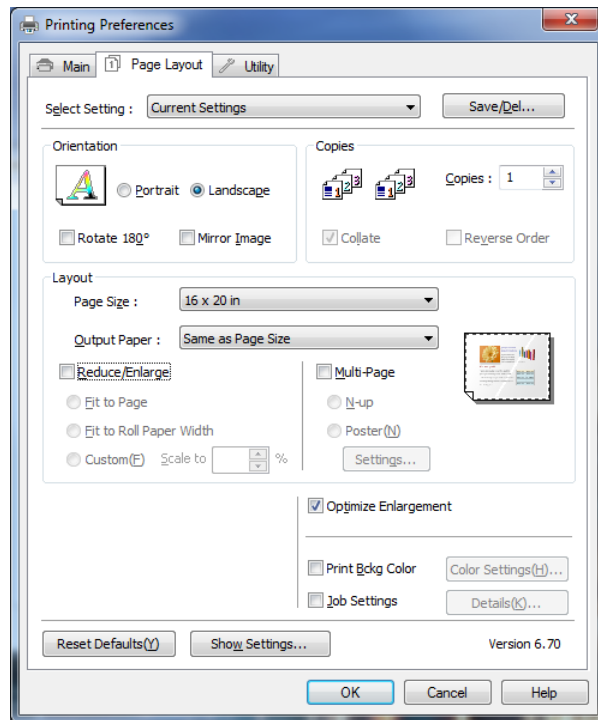 Printing Preferences
Main Page Layout Utility
Select Setting : Current Settings Save/Del...
Orientation
Portrait Landscape
Rotate 180° Mirror Image
Copies
Copies : 1
Collate Reverse Order
Layout
Page Size : 16 x 20 in
Output Paper : Same as Page Size
Reduce/Enlarge
Fit to Page
Fit to Roll Paper Width
Custom(F) Scale to %
Multi-Page
N-up
Poster(N)
Settings...
Optimize Enlargement
Print Bckg Color Color Settings(H)...
Job Settings Details(K)...
Reset Defaults(Y) Show Settings... Version 6.70
OK Cancel Help